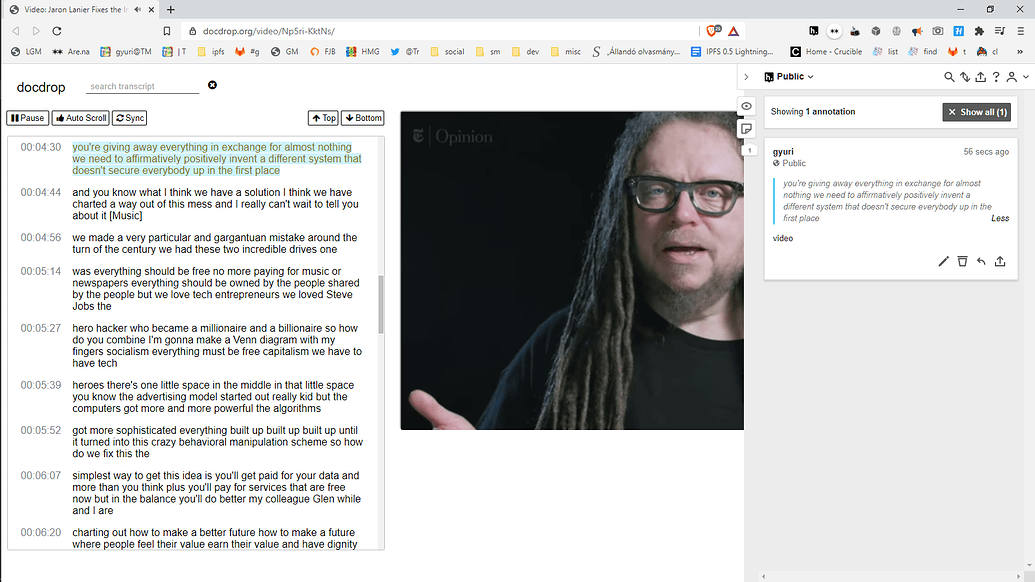 Video: Jaron Lanier Fixes the In
docdrop.org/video/Np5ri-KktNs/
LGM
Are.na
gyuri@TM
| T
ipfs
#g
GM
FJB
HMG
@Tr
social
sm
dev
misc
„Állandó olvasmány...
IPFS 0.5 Lightning...
Home - Crucible
list
find
t
cl
docdrop
search transcript
Pause
Auto Scroll
Sync
Top
Bottom
00:04:30
you're giving away everything in exchange for almost nothing
we need to affirmatively positively invent a different system that
doesn't secure everybody up in the first place
00:04:44
and you know what I think we have a solution I think we have
charted a way out of this mess and I really can't wait to tell you
about it [Music]
00:04:56
we made a very particular and gargantuan mistake around the
turn of the century we had these two incredible drives one
00:05:14
was everything should be free no more paying for music or
newspapers everything should be owned by the people shared
by the people but we love tech entrepreneurs we loved Steve
Jobs the
00:05:27
hero hacker who became a millionaire and a billionaire so how
do you combine I'm gonna make a Venn diagram with my
fingers socialism everything must be free capitalism we have to
have tech
00:05:39
heroes there's one little space in the middle in that little space
you know the advertising model started out really kid but the
computers got more and more powerful the algorithms
00:05:52
got more sophisticated everything built up built up built up until
it turned into this crazy behavioral manipulation scheme so how
do we fix this the
00:06:07
simplest way to get this idea is you'll get paid for your data and
more than you think plus you'll pay for services that are free
now but in the balance you'll do better my colleague Glen while
and I are
00:06:20
charting out how to make a better future how to make a future
where people feel their value earn their value and have dignity
Opinion
Public
Showing 1 annotation
Show all (1)
1
gyuri
56 secs ago
Public
you're giving away everything in exchange for almost
nothing we need to affirmatively positively invent a
different system that doesn't secure everybody up in the
first place
Less
video